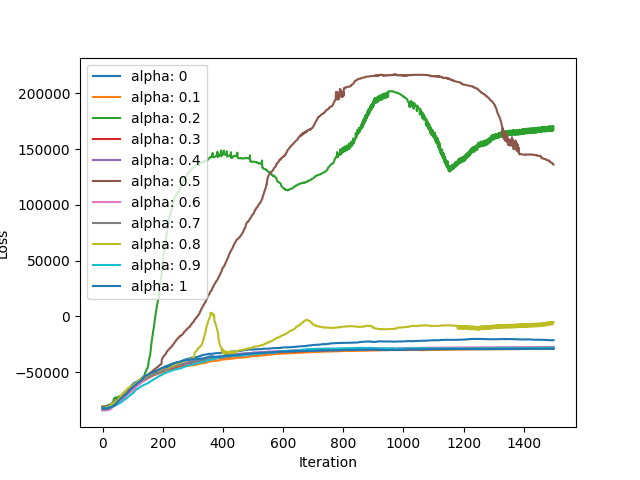 200000
150000
100000
50000
0
−50000
Loss
alpha: 0
alpha: 0.1
alpha: 0.2
alpha: 0.3
alpha: 0.4
alpha: 0.5
alpha: 0.6
alpha: 0.7
alpha: 0.8
alpha: 0.9
alpha: 1
0 200 400 600 800 1000 1200 1400
Iteration